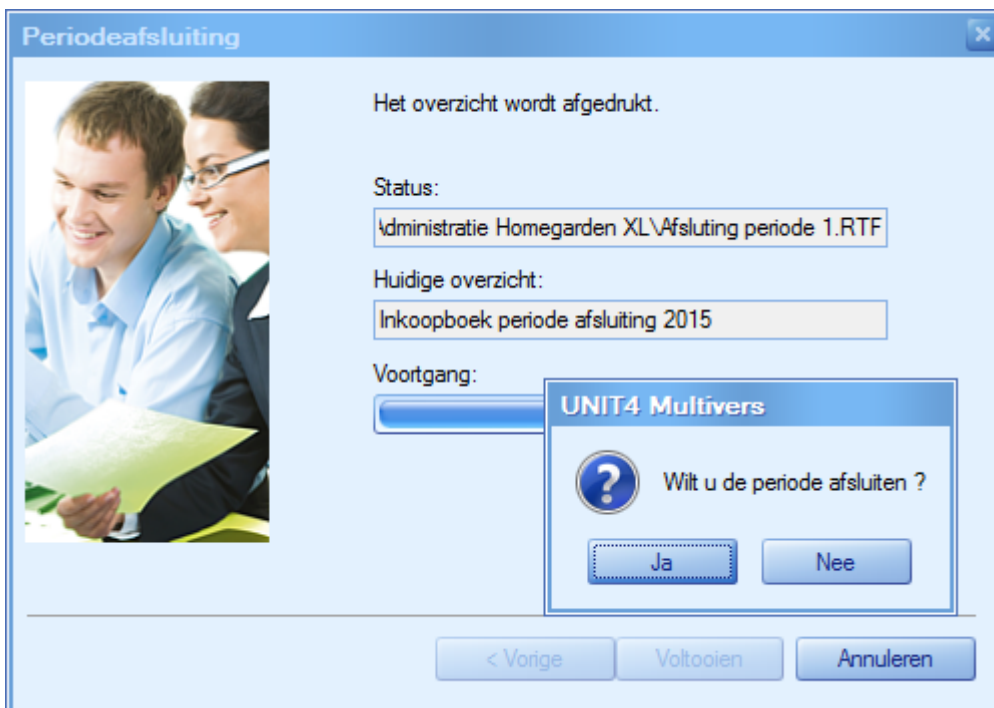 Periodeafsluiting
Het overzicht wordt afgedrukt.
Status:
\dministratie Homegarden XL\Afsluting periode 1.RTF
Huidige overzicht:
Inkoopboek periode afsluiting 2015
Voortgang:
UNIT4 Multivers
Wilt u de periode afsluiten ?
Ja
Nee
< Vorige
Voltooien
Annuleren